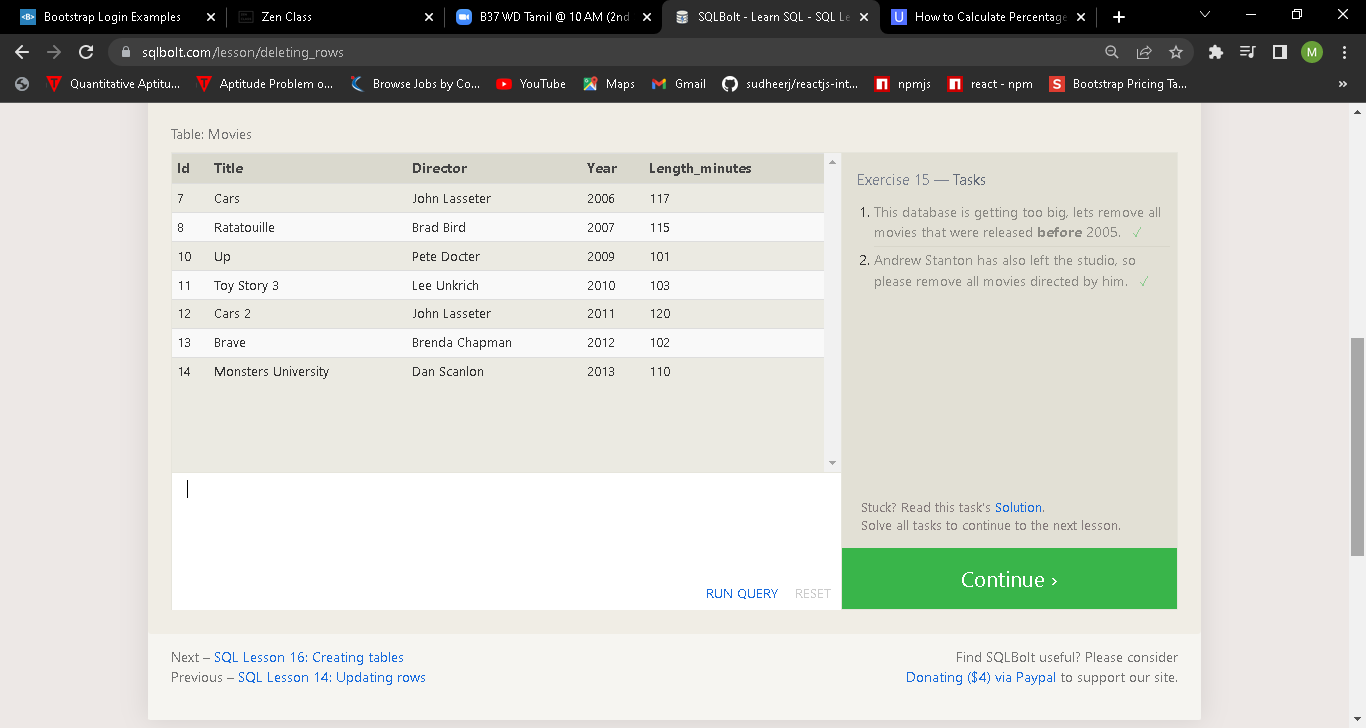 Bootstrap Login Examples
Zen Class
B37 WD Tamil @ 10 AM (2nd
SQLBolt - Learn SQL - SQL Le
How to Calculate Percentage
sqlbolt.com/lesson/deleting_rows
M
Quantitative Aptitu...
Aptitude Problem o...
Browse Jobs by Co...
YouTube
Maps
Gmail
sudheerj/reactjs-int...
npmjs
react - npm
Bootstrap Pricing Ta...
»
Table: Movies
Id Title Director Year Length_minutes
7 Cars John Lasseter 2006 117
8 Ratatouille Brad Bird 2007 115
10 Up Pete Docter 2009 101
11 Toy Story 3 Lee Unkrich 2010 103
12 Cars 2 John Lasseter 2011 120
13 Brave Brenda Chapman 2012 102
14 Monsters University Dan Scanlon 2013 110
RUN QUERY RESET
Exercise 15 — Tasks
1. This database is getting too big, lets remove all
movies that were released before 2005. ✓
2. Andrew Stanton has also left the studio, so
please remove all movies directed by him. ✓
Stuck? Read this task's Solution.
Solve all tasks to continue to the next lesson.
Continue ›
Next – SQL Lesson 16: Creating tables
Previous – SQL Lesson 14: Updating rows
Find SQLBolt useful? Please consider
Donating ($4) via Paypal to support our site.